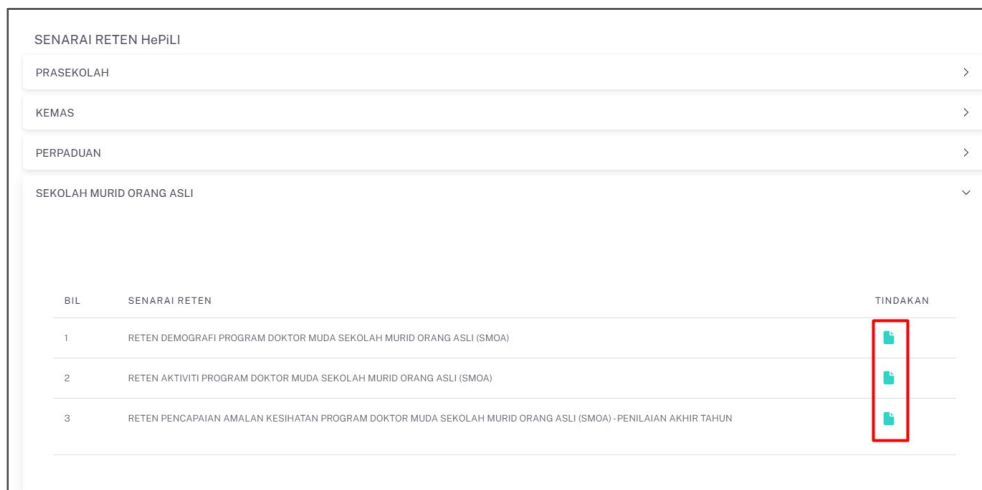 SENARAI RETEN HePiLI
PRASEKOLAH
KEMAS
PERPADUAN
SEKOLAH MURID ORANG ASLI
BIL SENARAI RETEN TINDAKAN
1 RETEN DEMOGRAFI PROGRAM DOKTOR MUDA SEKOLAH MURID ORANG ASLI (SMOA)
2 RETEN AKTIVITI PROGRAM DOKTOR MUDA SEKOLAH MURID ORANG ASLI (SMOA)
3 RETEN PENCAPAIAN AMALAN KESIHATAN PROGRAM DOKTOR MUDA SEKOLAH MURID ORANG ASLI (SMOA) - PENILAIAN AKHIR TAHUN